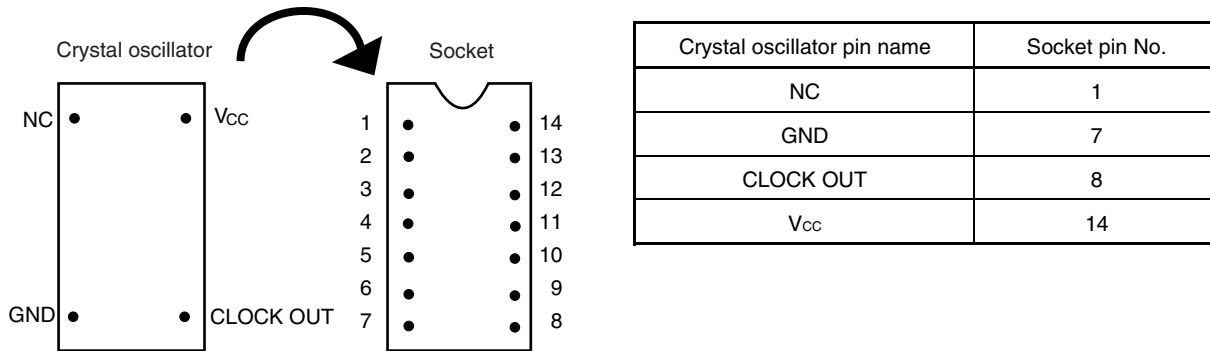 Crystal oscillator
Socket
NC
VCC
GND
CLOCK OUT
1 14
2 13
3 12
4 11
5 10
6 9
7 8
Crystal oscillator pin name Socket pin No.
NC 1
GND 7
CLOCK OUT 8
VCC 14